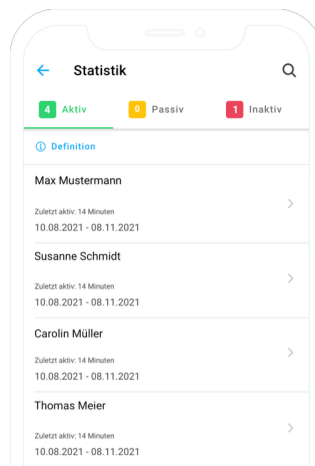 Statistik
4 Aktiv 0 Passiv 1 Inaktiv
Definition
Max Mustermann
Zuletzt aktiv: 14 Minuten
10.08.2021 - 08.11.2021
Susanne Schmidt
Zuletzt aktiv: 14 Minuten
10.08.2021 - 08.11.2021
Carolin Müller
Zuletzt aktiv: 14 Minuten
10.08.2021 - 08.11.2021
Thomas Meier
Zuletzt aktiv: 14 Minuten
10.08.2021 - 08.11.2021